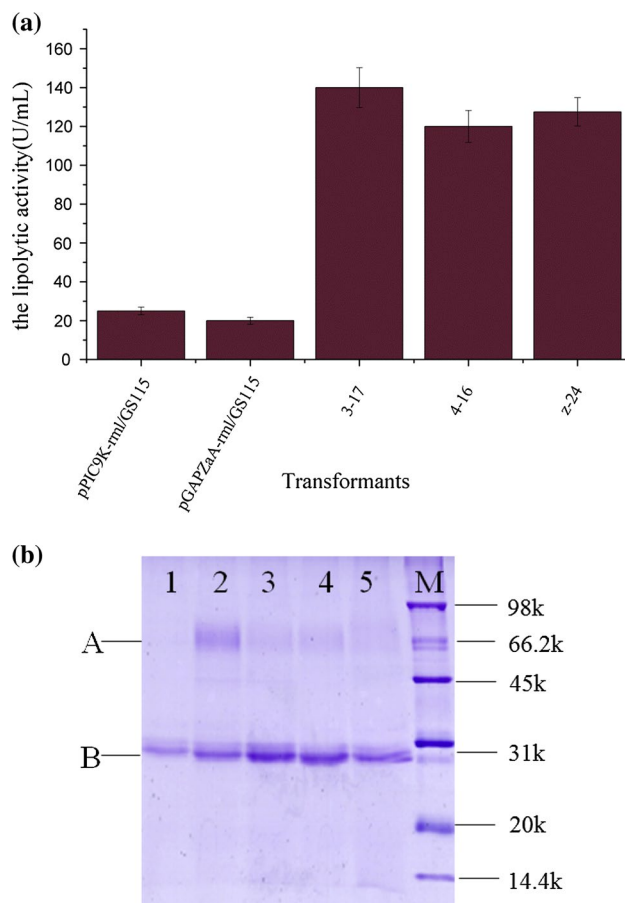 (a)
the lipolytic activity(U/mL)
160
140
120
100
80
60
40
20
0
pPIC9K-rml/GS115
pGAPZaA-rml/GS115
3-17
4-16
z-24
Transformants
(b)
1 2 3 4 5 M
A
B
98k
66.2k
45k
31k
20k
14.4k